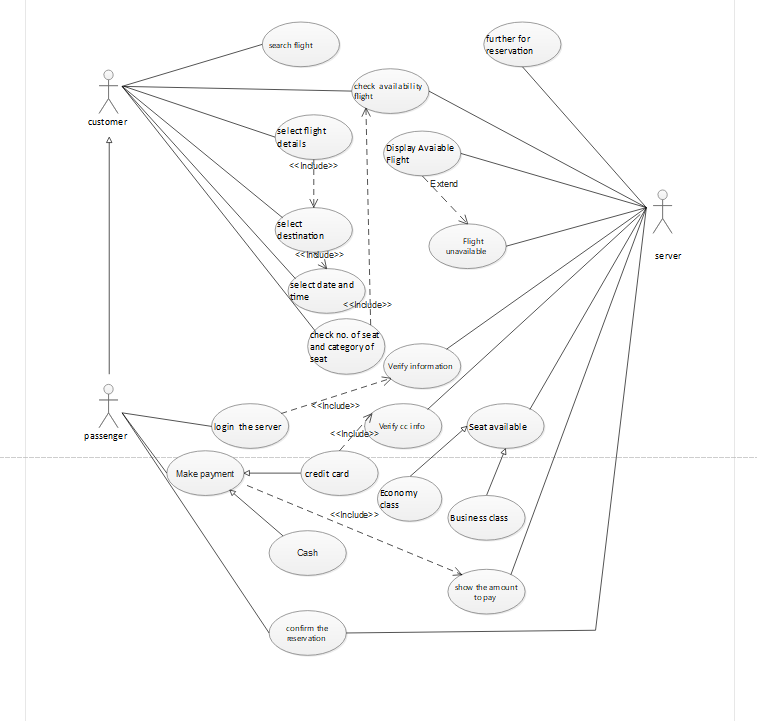 search flight
further for
reservation
check availability
flight
customer
select flight
details
<<Include>>
Display Avaiable
Flight
Extend
select
destination
<<Include>>
Flight
unavailable
server
select date and
time
<<Include>>
check no. of seat
and category of
seat
Verify information
<<Include>>
passenger
login the server
<<Include>>
Verify cc info
Seat available
Make payment
credit card
Economy
class
<<Include>>
Business class
Cash
show the amount
to pay
confirm the
reservation